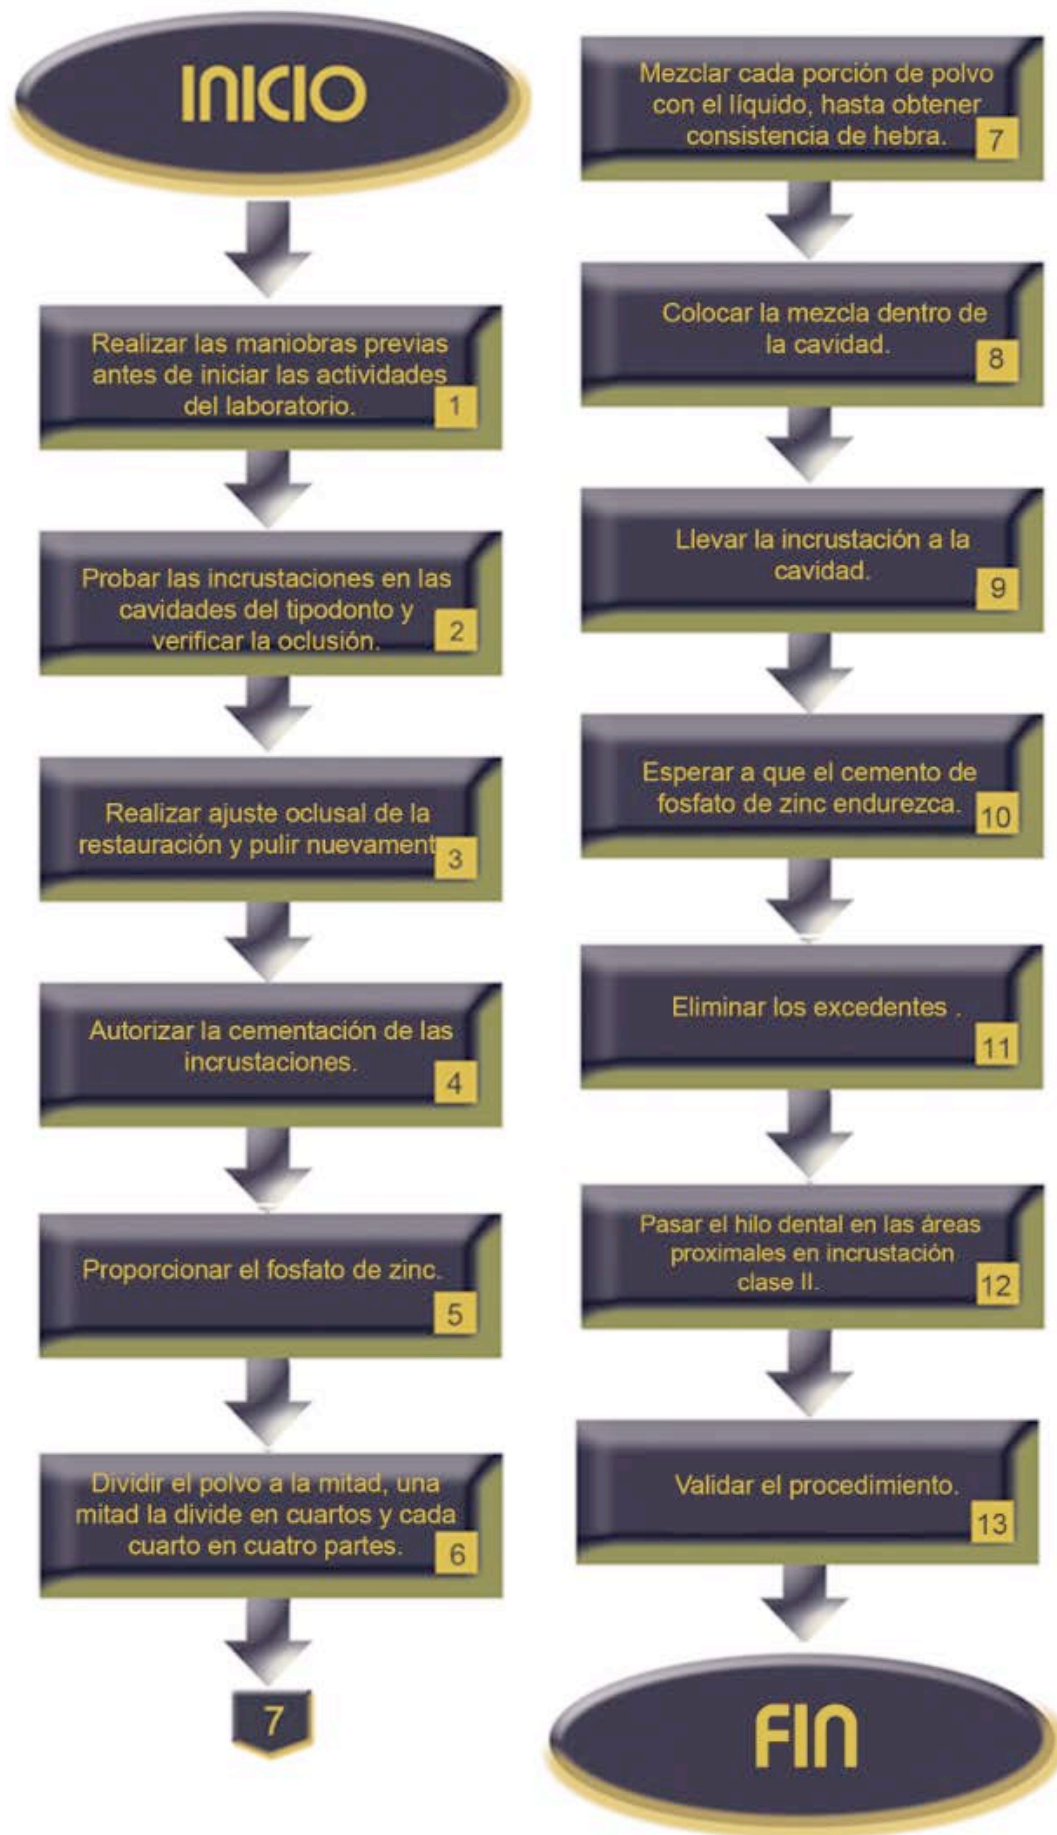 INICIO
Realizar las maniobras previas
antes de iniciar las actividades
del laboratorio.
1
Probar las incrustaciones en las
cavidades del tipodonto y
verificar la oclusión.
2
Realizar ajuste oclusal de la
restauración y pulir nuevament
3
Autorizar la cementación de las
incrustaciones.
4
Proporcionar el fosfato de zinc.
5
Dividir el polvo a la mitad, una
mitad la divide en cuartos y cada
cuarto en cuatro partes.
6
7
Mezclar cada porción de polvo
con el líquido, hasta obtener
consistencia de hebra.
7
Colocar la mezcla dentro de
la cavidad.
8
Llevar la incrustación a la
cavidad.
9
Esperar a que el cemento de
fosfato de zinc endurezca.
10
Eliminar los excedentes .
11
Pasar el hilo dental en las áreas
proximales en incrustación
clase II.
12
Validar el procedimiento.
13
FIN